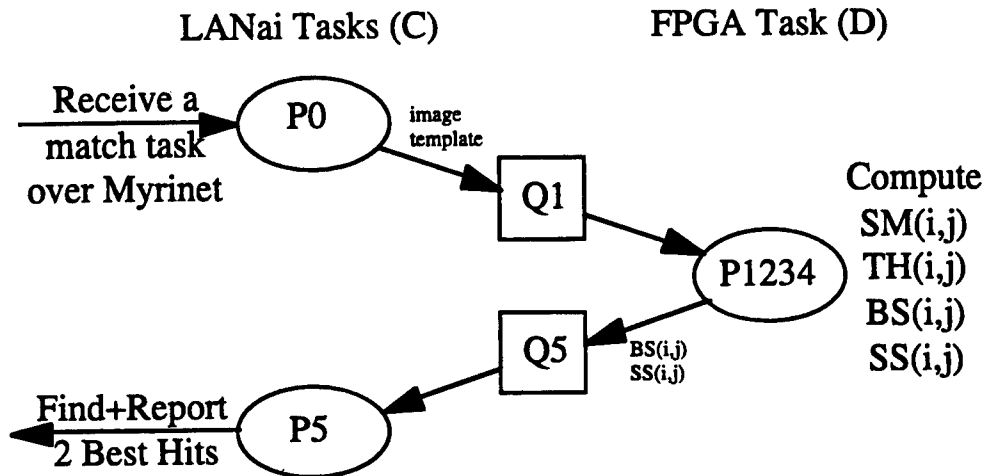 LANai Tasks (C)
FPGA Task (D)
Receive a
match task
over Myrinet
P0
image
template
Q1
P1234
Compute
SM(i,j)
TH(i,j)
BS(i,j)
SS(i,j)
Q5
BS(i,j)
SS(i,j)
P5
Find+Report
2 Best Hits